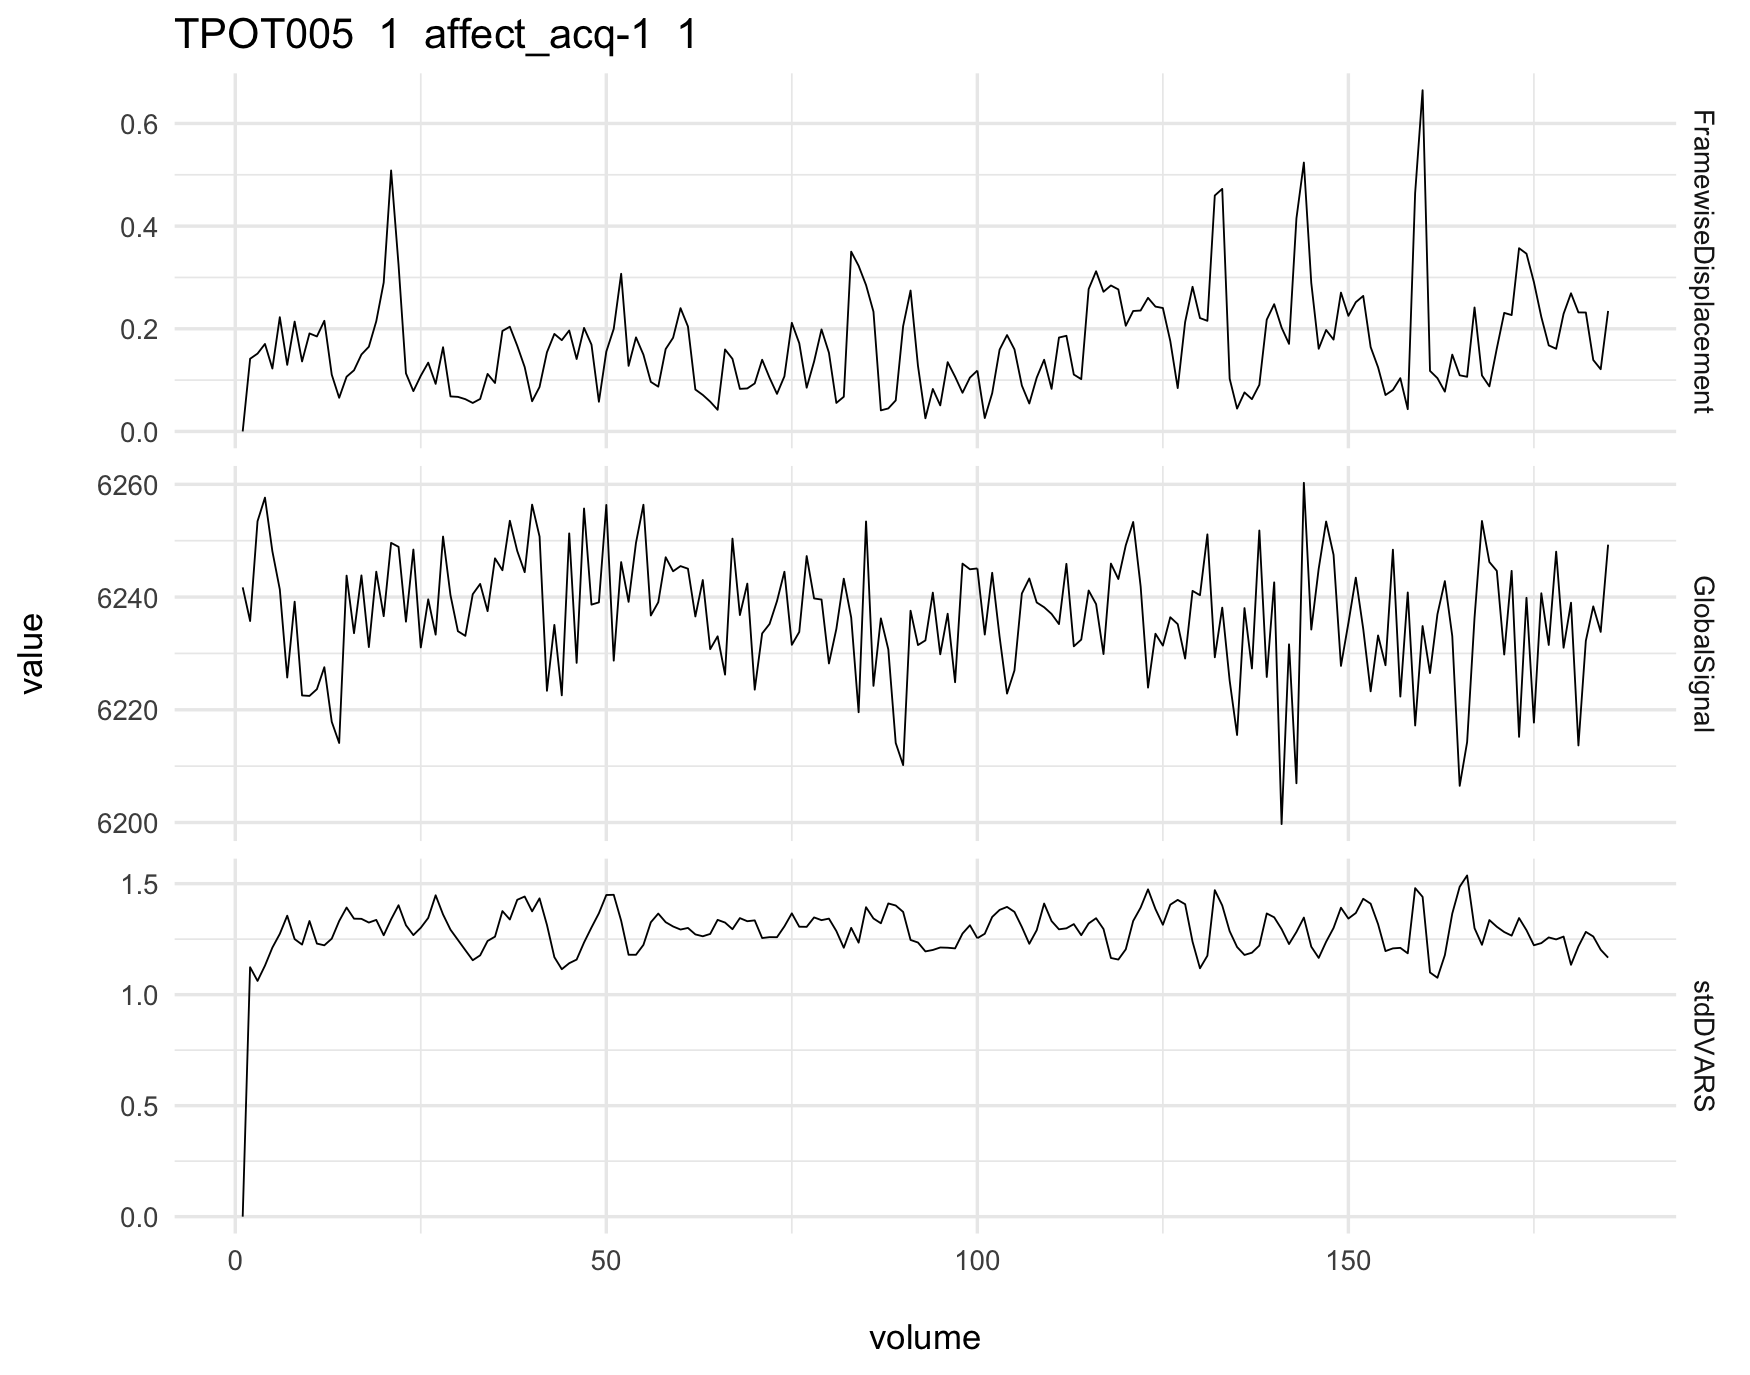 TPOT005 1 affect_acq-1 1
0.6
0.4
0.2
0.0
FramewiseDisplacement
6260
6240
6220
6200
GlobalSignal
value
1.5
1.0
0.5
0.0
stdDVARS
0 50 100 150
volume